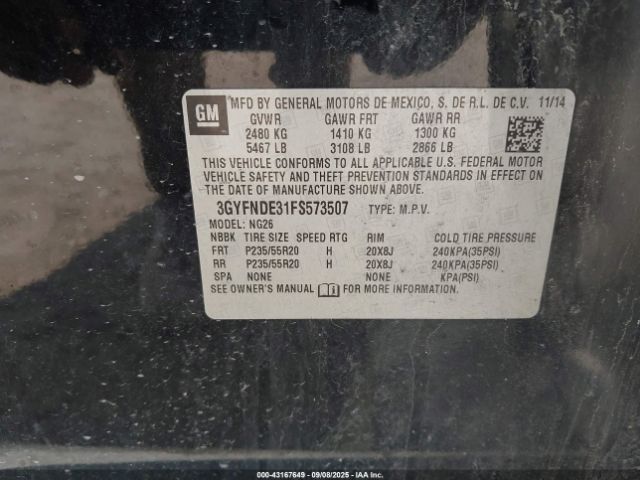 GM
MFD BY GENERAL MOTORS DE MEXICO, S. DE R.L. DE C.V. 11/14
GVWR GAWR FRT GAWR RR
2480 KG 1410 KG 1300 KG
5467 LB 3108 LB 2866 LB
THIS VEHICLE CONFORMS TO ALL APPLICABLE U.S. FEDERAL MOTOR
VEHICLE SAFETY AND THEFT PREVENTION STANDARDS IN EFFECT ON
THE DATE OF MANUFACTURE SHOWN ABOVE.
3GYFNDE31FS573507 TYPE: M.P.V.
MODEL: NG26
NBBK TIRE SIZE SPEED RTG RIM COLD TIRE PRESSURE
FRT P235/55R20 H 20X8J 240KPA(35PSI)
RR P235/55R20 H 20X8J 240KPA(35PSI)
SPA NONE NONE KPA(PSI)
SEE OWNER'S MANUAL FOR MORE INFORMATION.
000-43167649 - 09/08/2025 - IAA Inc.